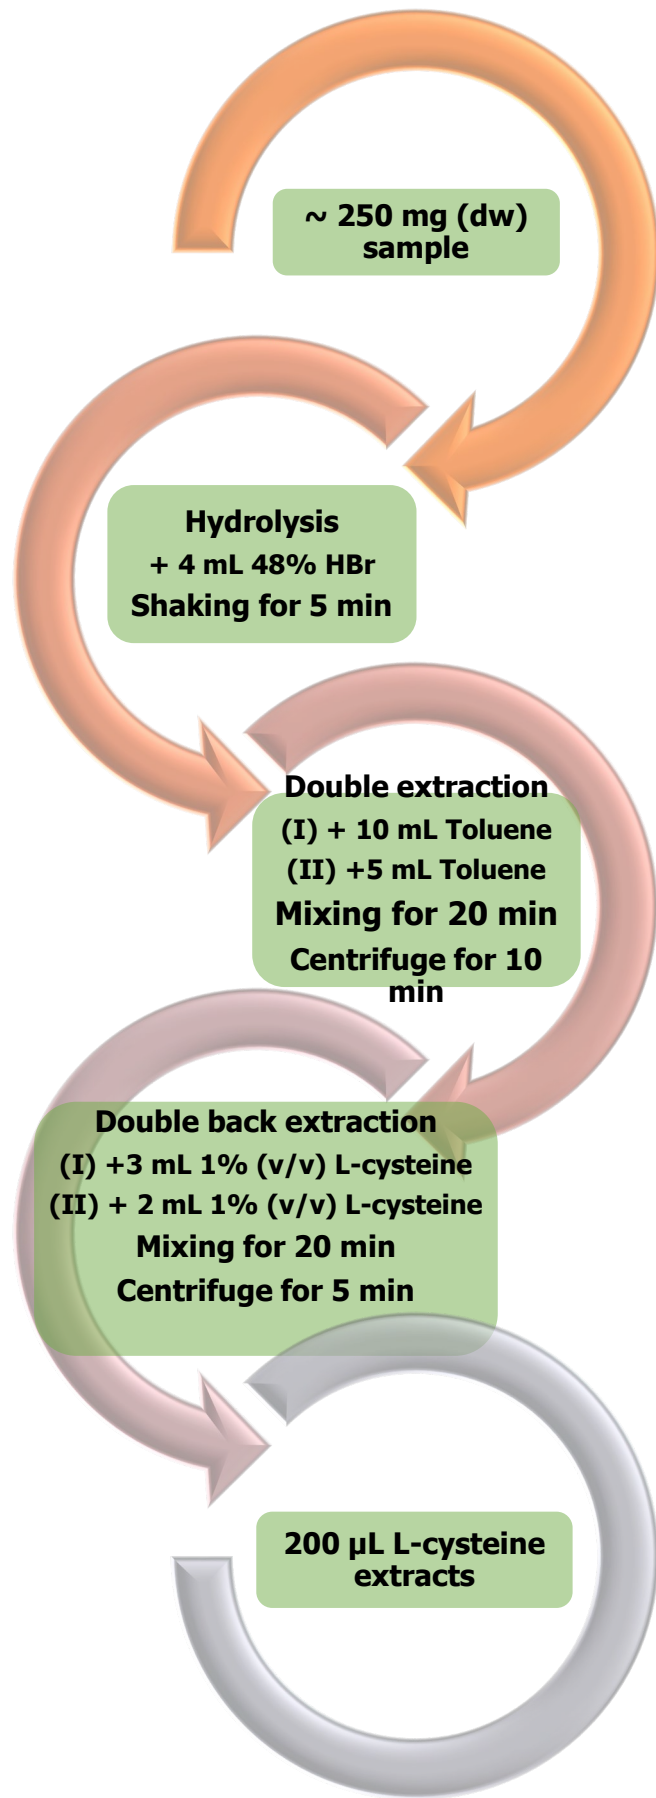 ~ 250 mg (dw)
sample
Hydrolysis
+ 4 mL 48% HBr
Shaking for 5 min
Double extraction
(I) + 10 mL Toluene
(II) +5 mL Toluene
Mixing for 20 min
Centrifuge for 10
min
Double back extraction
(I) +3 mL 1% (v/v) L-cysteine
(II) + 2 mL 1% (v/v) L-cysteine
Mixing for 20 min
Centrifuge for 5 min
200 µL L-cysteine
extracts